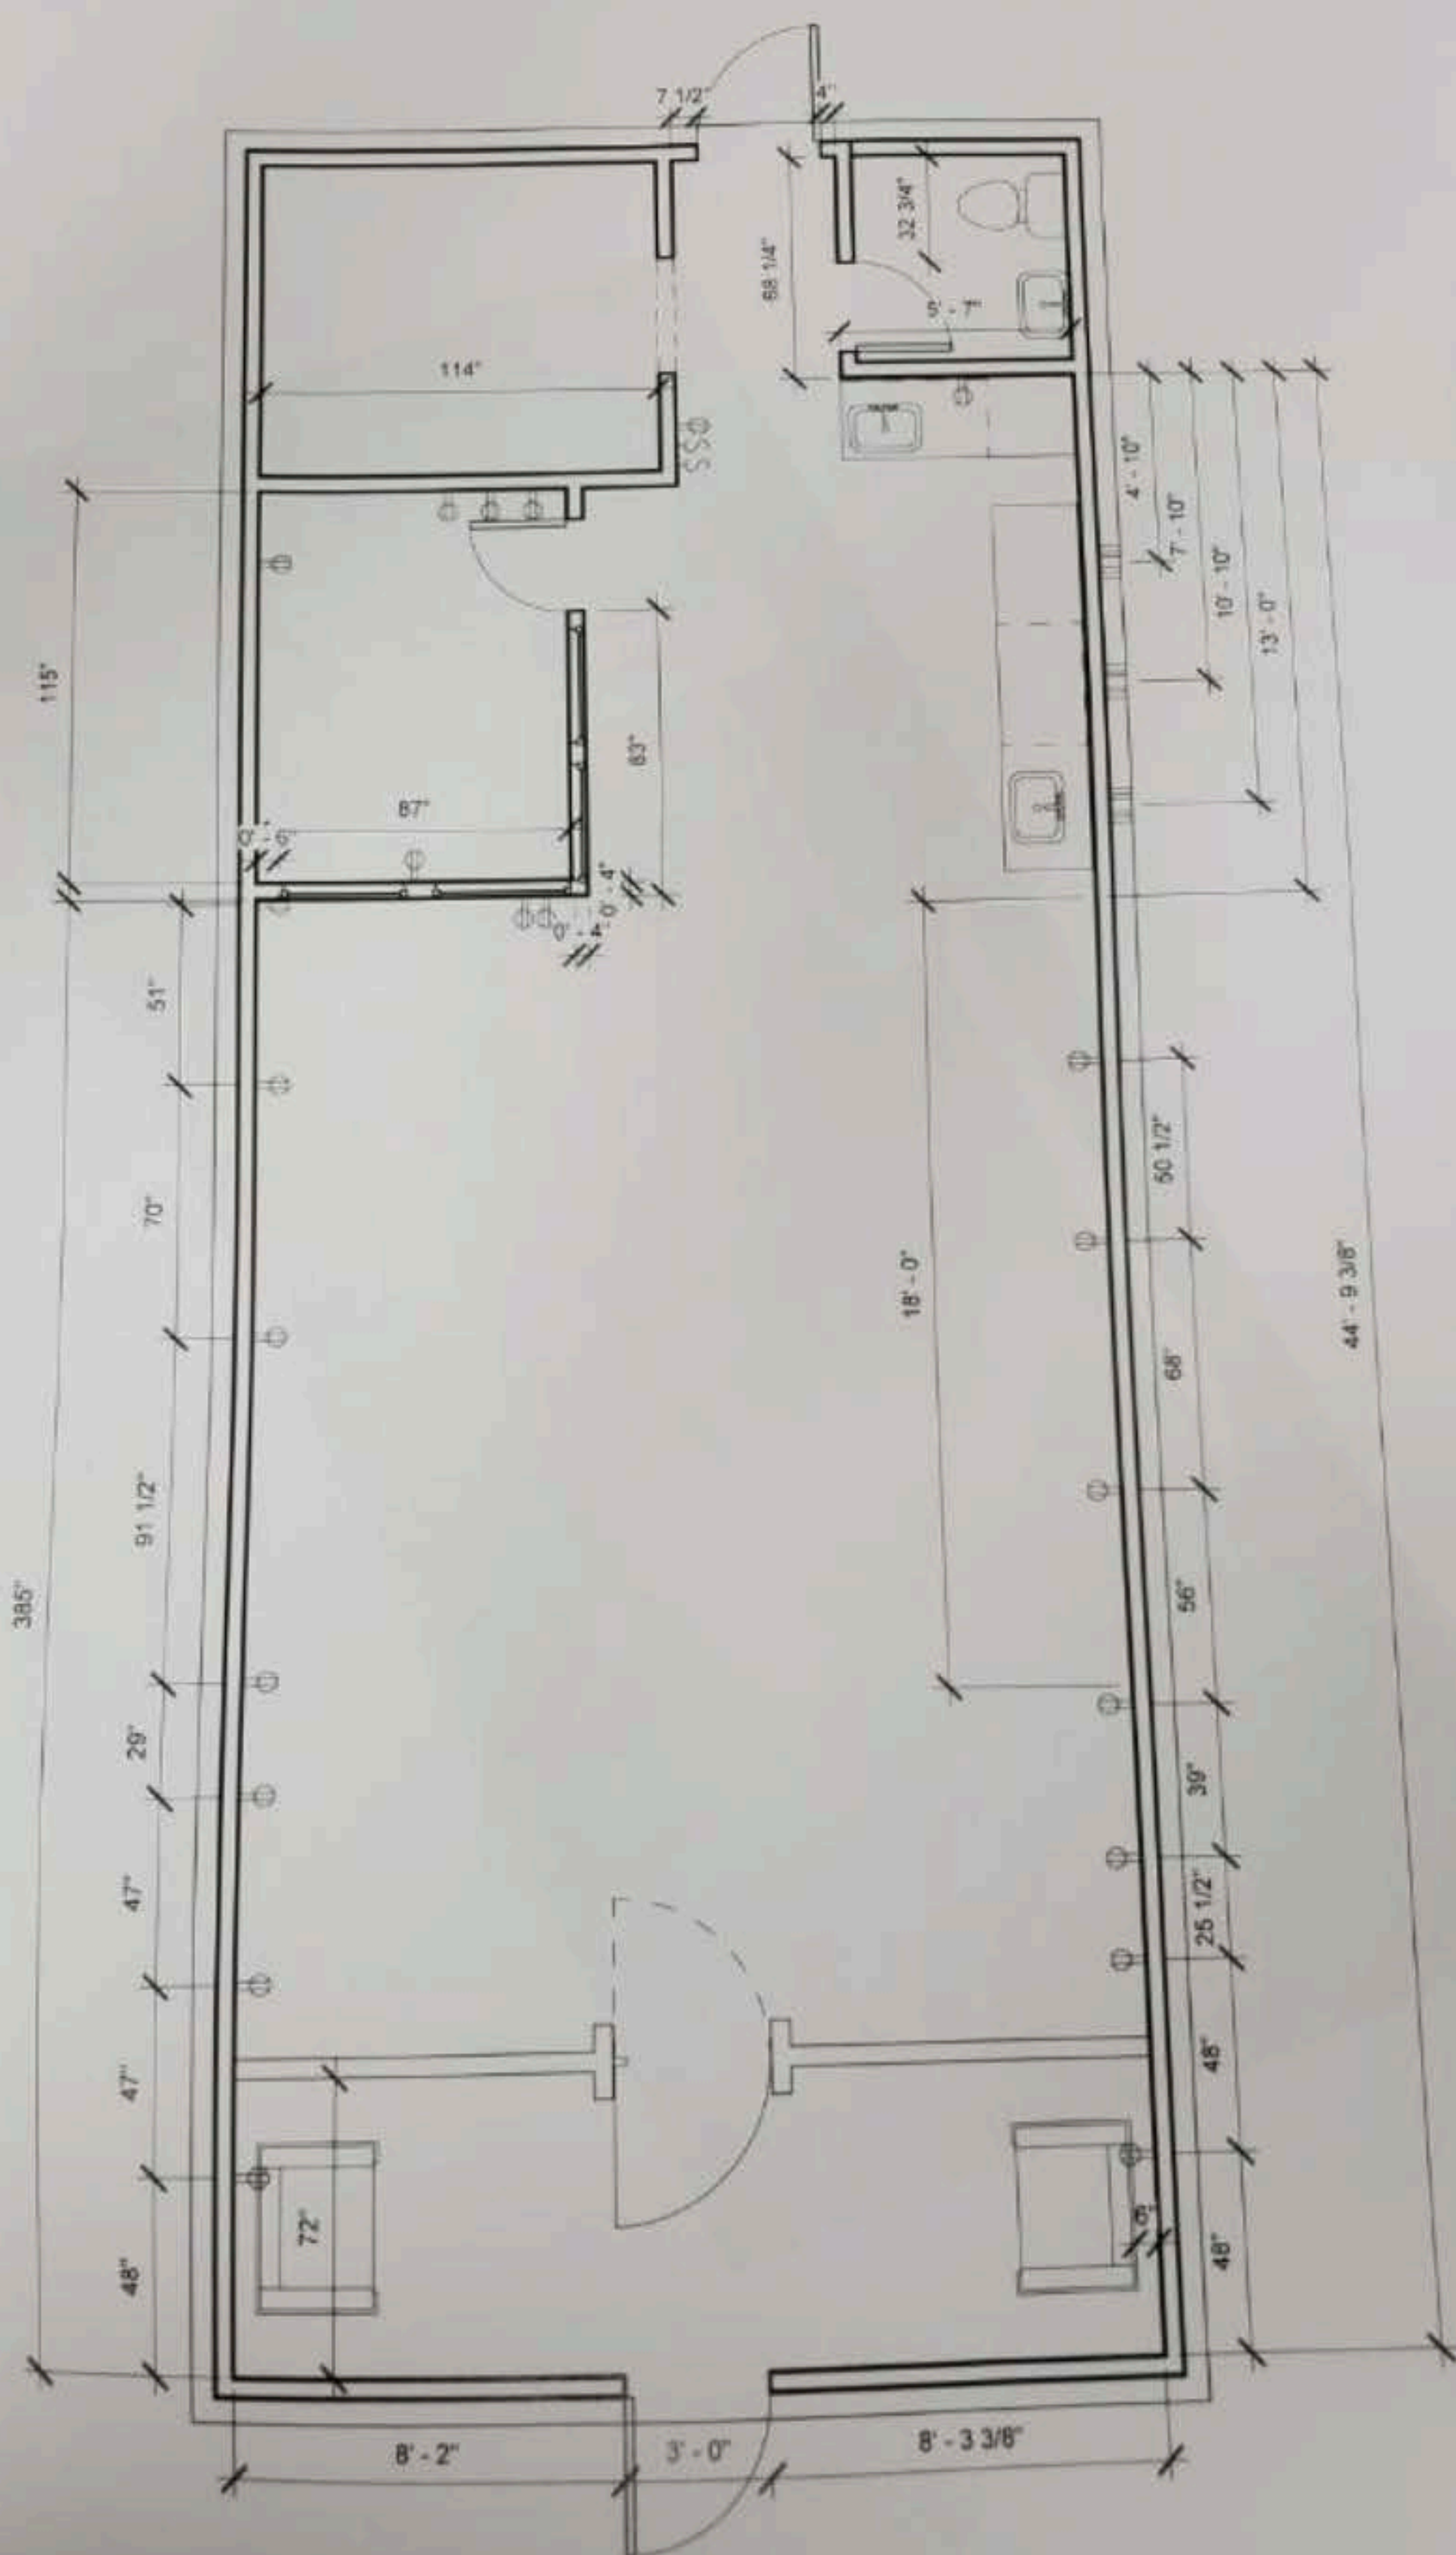 7 1/2"
4"
32 3/4"
68 1/4"
5' - 7"
114"
4' - 10"
7' - 10"
10' - 10"
13' - 0"
115"
83"
87"
0' - 6"
0' - 4"
0' - 4"
51"
70"
91 1/2"
29"
47"
47"
48"
385"
18' - 0"
50 1/2"
68"
56"
39"
25 1/2"
48"
48"
44' - 9 3/8"
72"
6"
8' - 2"
3' - 0"
8' - 3 3/8"